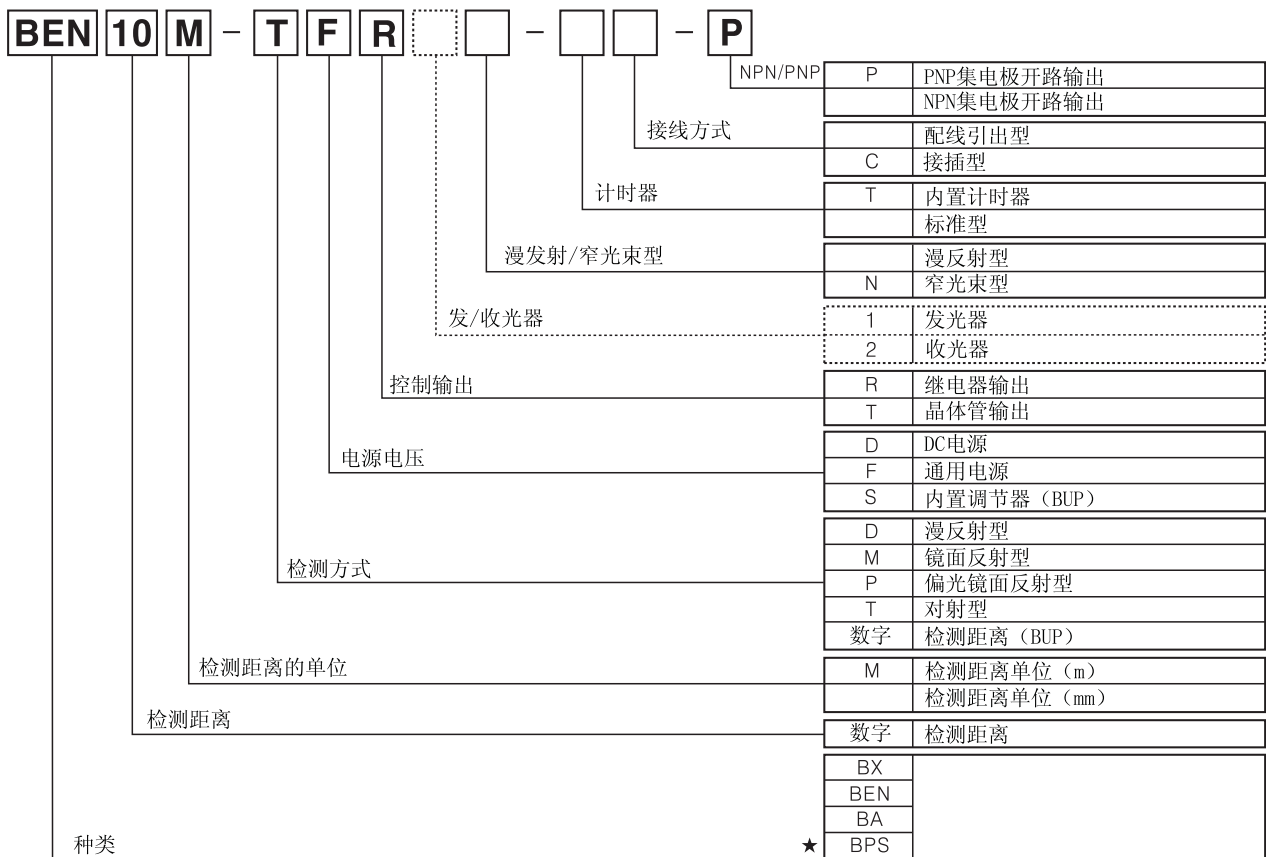 BEN 10 M - T F R - - P
NPN/PNP P PNP集电极开路输出
NPN集电极开路输出
接线方式 配线引出型
C 接插型
计时器 T 内置计时器
标准型
漫发射/窄光束型 漫反射型
N 窄光束型
发/收光器 1 发光器
2 收光器
控制输出 R 继电器输出
T 晶体管输出
D DC电源
电源电压 F 通用电源
S 内置调节器（BUP）
D 漫反射型
M 镜面反射型
检测方式 P 偏光镜面反射型
T 对射型
数字 检测距离（BUP）
检测距离的单位 M 检测距离单位（m）
检测距离单位（mm）
检测距离 数字 检测距离
BX
BEN
BA
种类 ★ BPS